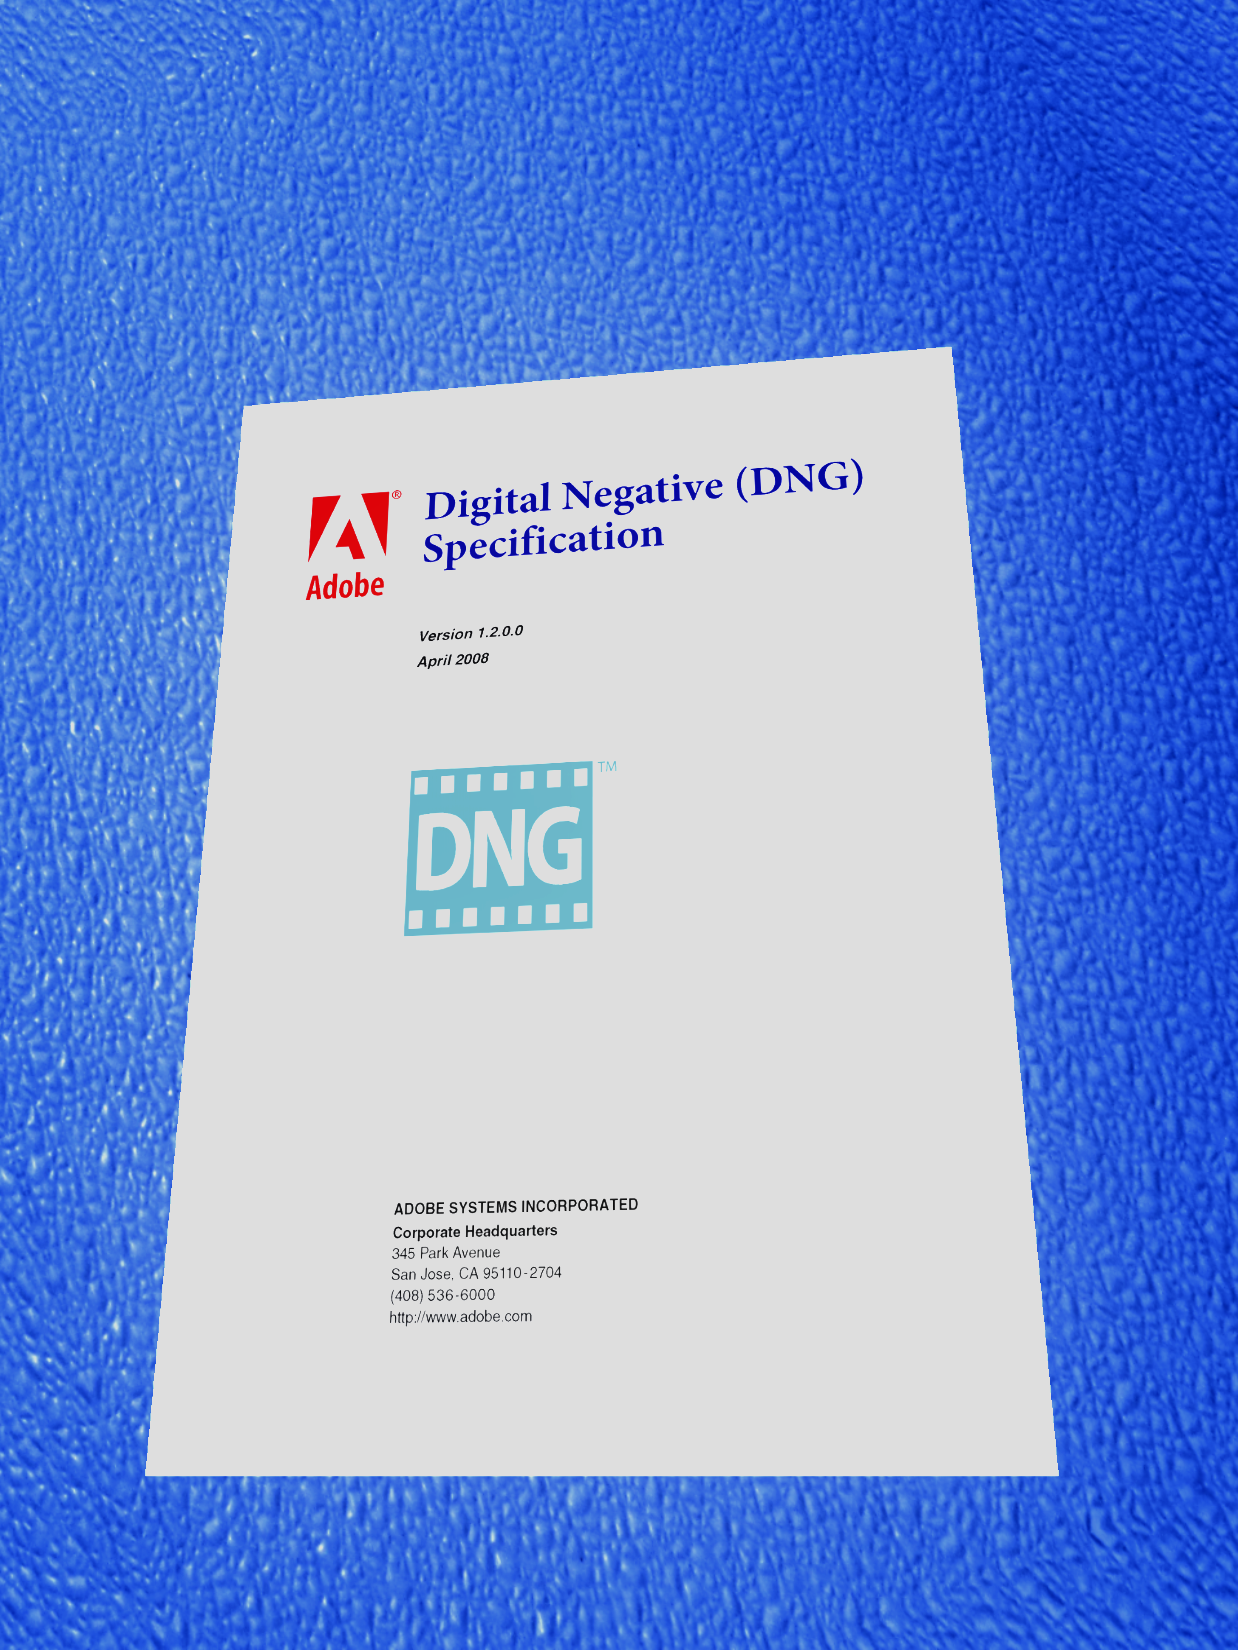 Adobe®
Digital Negative (DNG)
Specification
Version 1.2.0.0
April 2008
DNG™
ADOBE SYSTEMS INCORPORATED
Corporate Headquarters
345 Park Avenue
San Jose, CA 95110-2704
(408) 536-6000
http://www.adobe.com